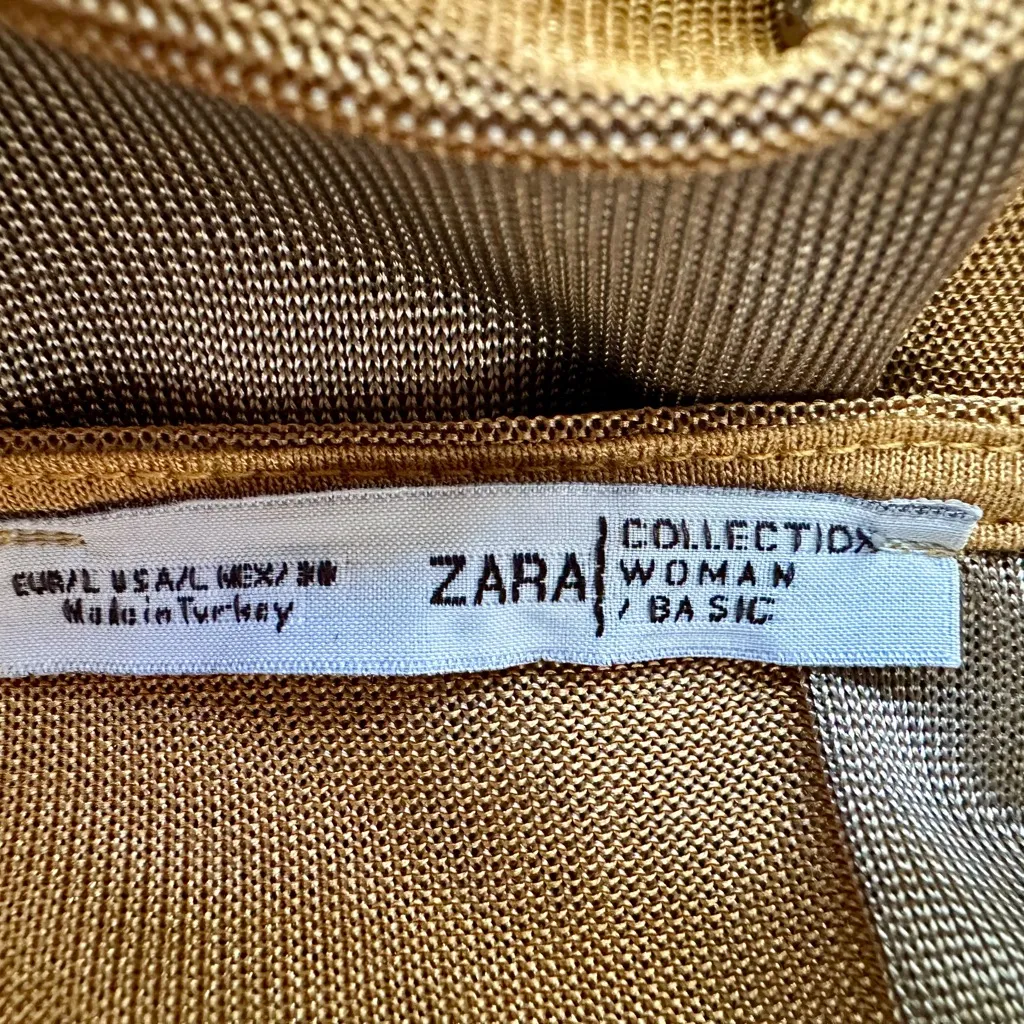 EUR/L USA/L MEX/30
Made in Turkey
ZARA
COLLECTION
WOMAN
/ BASIC